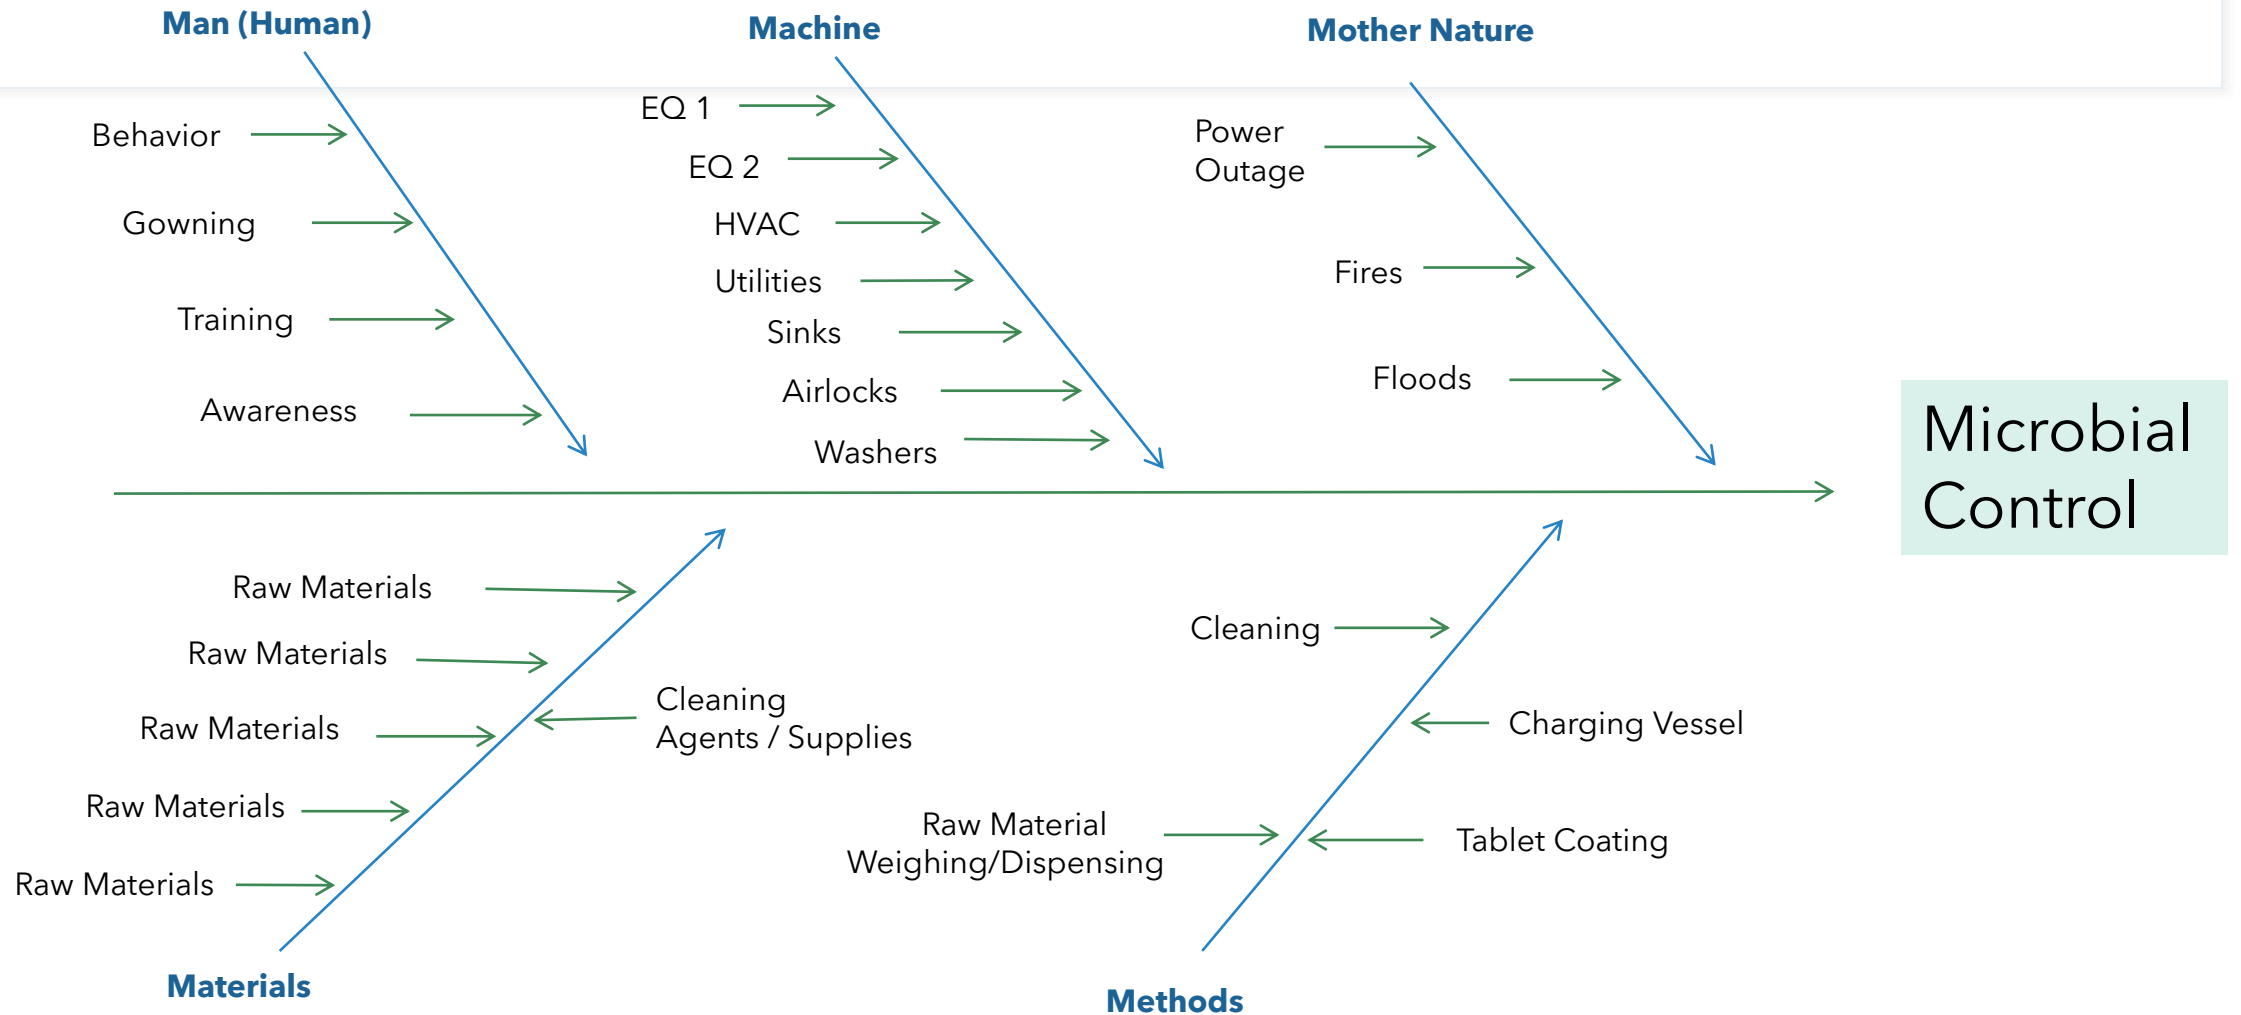 Man (Human)
Machine
Mother Nature
EQ 1
Behavior
Power
Outage
EQ 2
Gowning
HVAC
Fires
Utilities
Training
Sinks
Floods
Airlocks
Awareness
Washers
Microbial
Control
Raw Materials
Cleaning
Raw Materials
Cleaning
Agents / Supplies
Raw Materials
Charging Vessel
Raw Materials
Raw Material
Weighing/Dispensing
Tablet Coating
Raw Materials
Materials
Methods